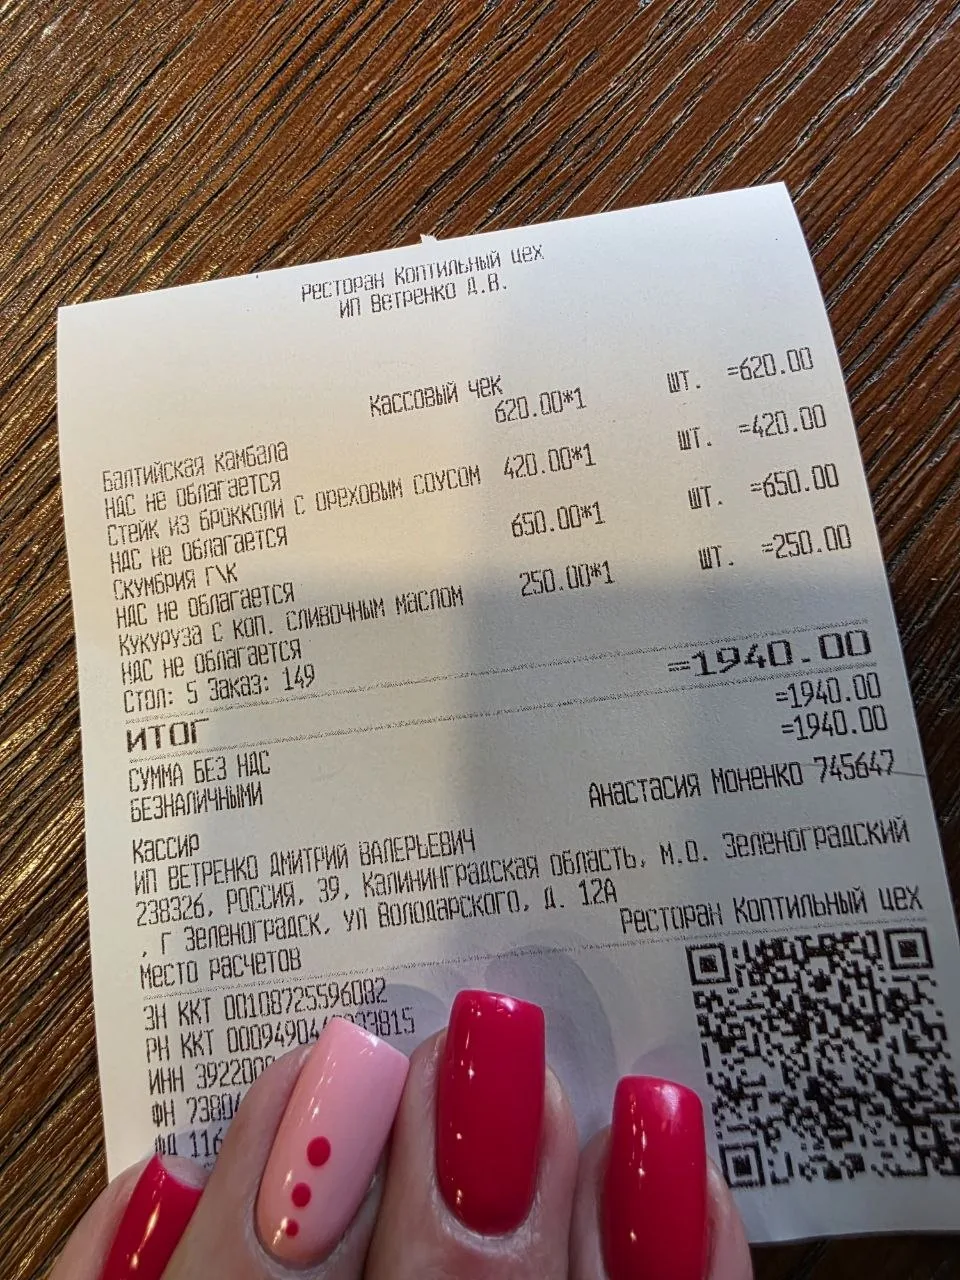 Ресторан Коптильный цех
ИП Ветренко Д.В.
Кассовый чек
Балтийская камбала 620.00*1 шт. =620.00
НДС не облагается
Стейк из брокколи с ореховым соусом 420.00*1 шт. =420.00
НДС не облагается
Скумбрия г\к 650.00*1 шт. =650.00
НДС не облагается
Кукуруза с коп. сливочным маслом 250.00*1 шт. =250.00
НДС не облагается
Стол: 5 Заказ: 149
ИТОГ =1940.00
СУММА БЕЗ НДС =1940.00
БЕЗНАЛИЧНЫМИ =1940.00
Кассир Анастасия Моненко 745647
ИП ВЕТРЕНКО ДМИТРИЙ ВАЛЕРЬЕВИЧ
238326, РОССИЯ, 39, Калининградская область, М.О. Зеленоградский
, г Зеленоградск, ул Володарского, д. 12А
Место расчетов Ресторан Коптильный цех
ЗН ККТ 00108725596082
РН ККТ
ИНН
ФН
ФД